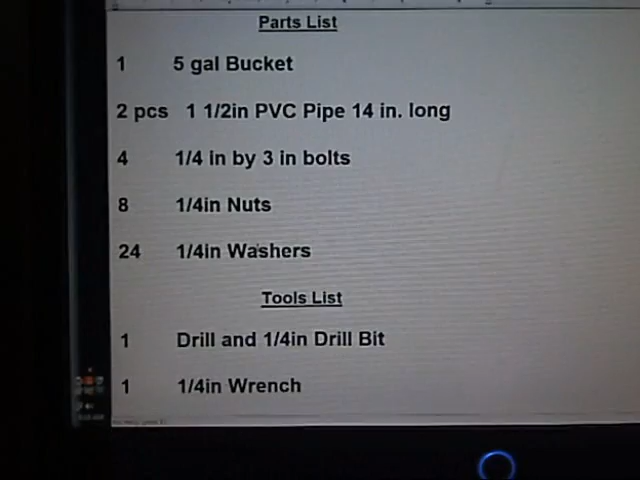 Parts List
1 5 gal Bucket
2 pcs 1 1/2in PVC Pipe 14 in. long
4 1/4 in by 3 in bolts
8 1/4in Nuts
24 1/4in Washers
Tools List
1 Drill and 1/4in Drill Bit
1 1/4in Wrench